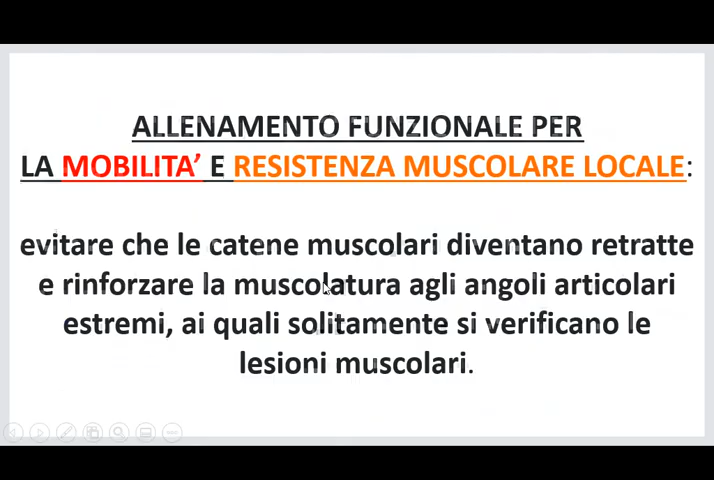 ALLENAMENTO FUNZIONALE PER
LA MOBILITA’ E RESISTENZA MUSCOLARE LOCALE:
evitare che le catene muscolari diventano retratte
e rinforzare la muscolatura agli angoli articolari
estremi, ai quali solitamente si verificano le
lesioni muscolari.